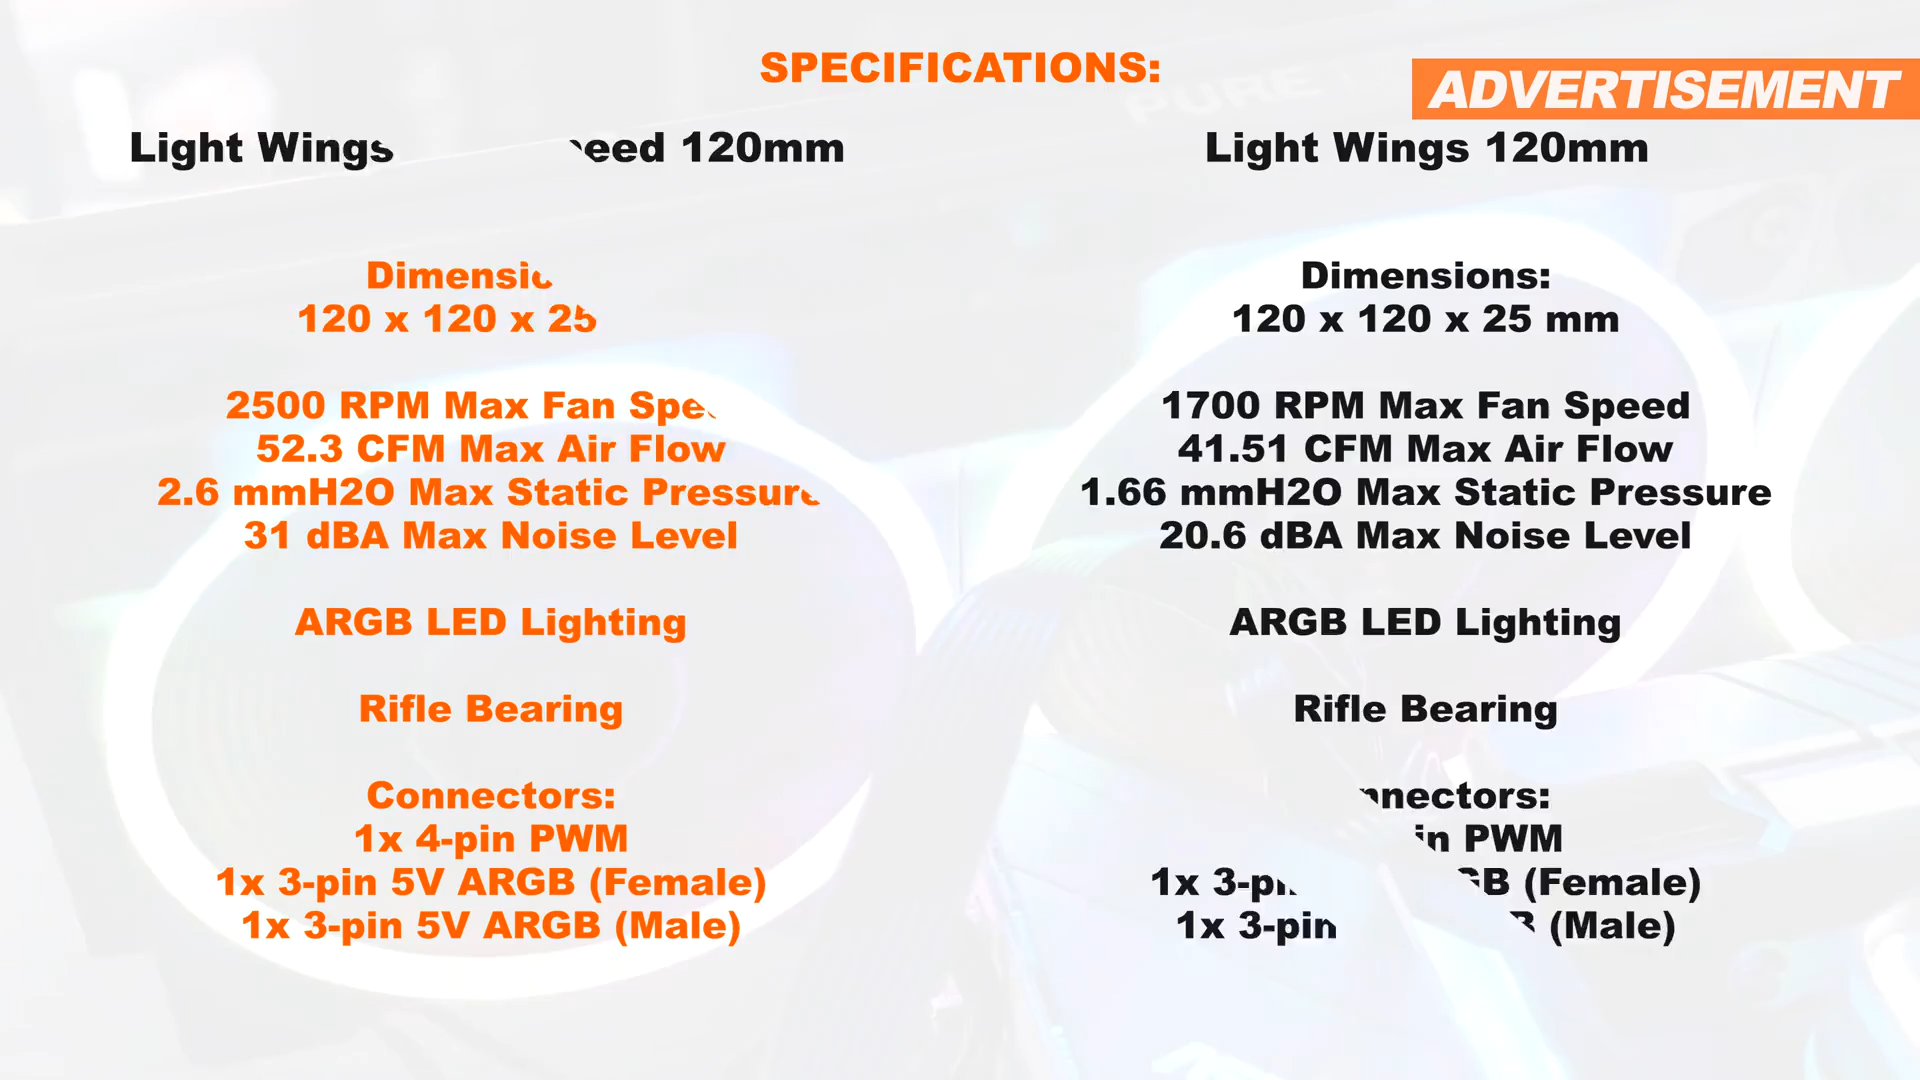 SPECIFICATIONS:
ADVERTISEMENT
Light Wings 120mm
Dimensions:
120 x 120 x 25
2500 RPM Max Fan
52.3 CFM Max Air Flow
2.6 mmH2O Max Static Pressure
31 dBA Max Noise Level
ARGB LED Lighting
Rifle Bearing
Connectors:
1x 4-pin PWM
1x 3-pin 5V ARGB (Female)
1x 3-pin 5V ARGB (Male)
Light Wings 120mm
Dimensions:
120 x 120 x 25 mm
1700 RPM Max Fan Speed
41.51 CFM Max Air Flow
1.66 mmH2O Max Static Pressure
20.6 dBA Max Noise Level
ARGB LED Lighting
Rifle Bearing
Connectors:
PWM
1x 3-pin (Female)
1x 3-pin (Male)